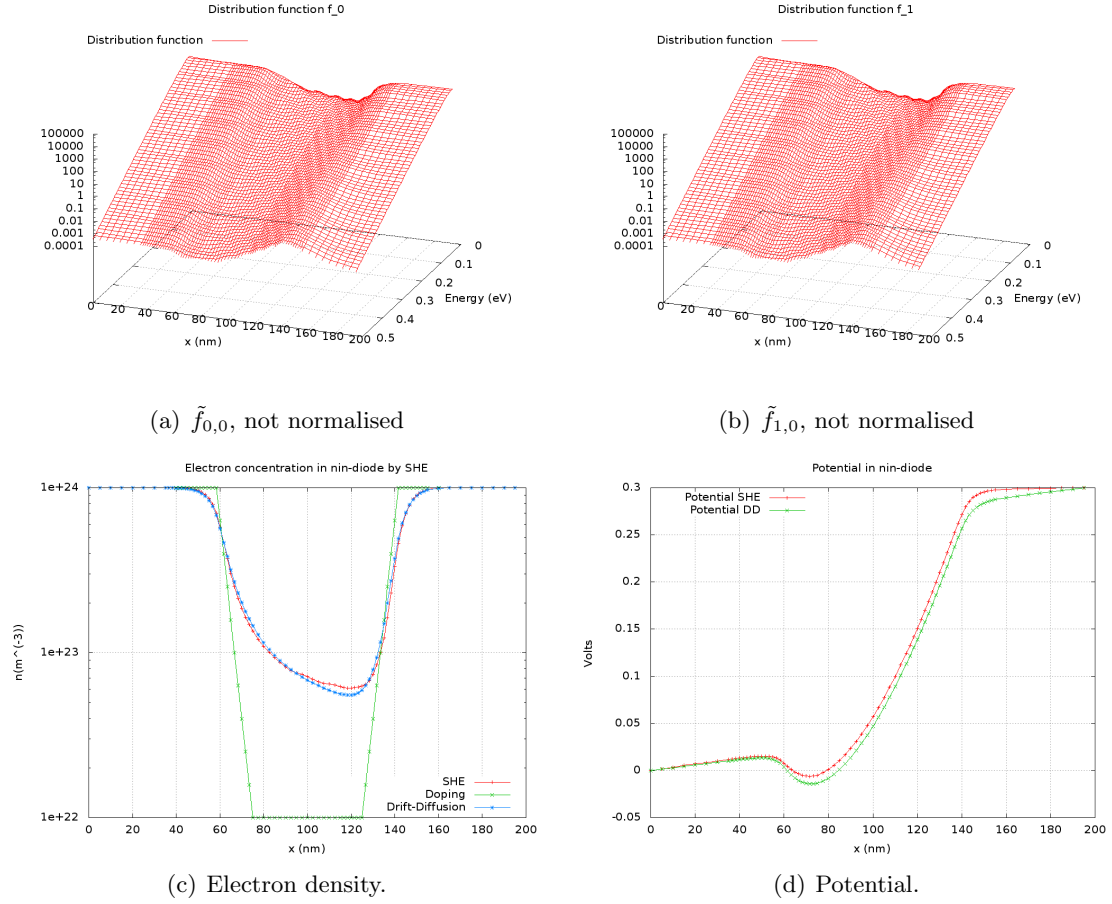 Distribution function f_0
Distribution function
100000
10000
1000
100
10
1
0.1
0.01
0.001
0.0001
0
0.1
0.2
0.3
0.4
0.5
Energy (eV)
0 20 40 60 80 100 120 140 160 180 200
x (nm)
(a) f̃0,0, not normalised
Distribution function f_1
Distribution function
100000
10000
1000
100
10
1
0.1
0.01
0.001
0.0001
0
0.1
0.2
0.3
0.4
0.5
Energy (eV)
0 20 40 60 80 100 120 140 160 180 200
x (nm)
(b) f̃1,0, not normalised
Electron concentration in nin-diode by SHE
1e+24
1e+23
1e+22
n(m^(-3))
SHE
Doping
Drift-Diffusion
0 20 40 60 80 100 120 140 160 180 200
x (nm)
(c) Electron density.
Potential in nin-diode
Potential SHE
Potential DD
0.3
0.25
0.2
0.15
0.1
0.05
0
-0.05
Volts
0 20 40 60 80 100 120 140 160 180 200
x (nm)
(d) Potential.